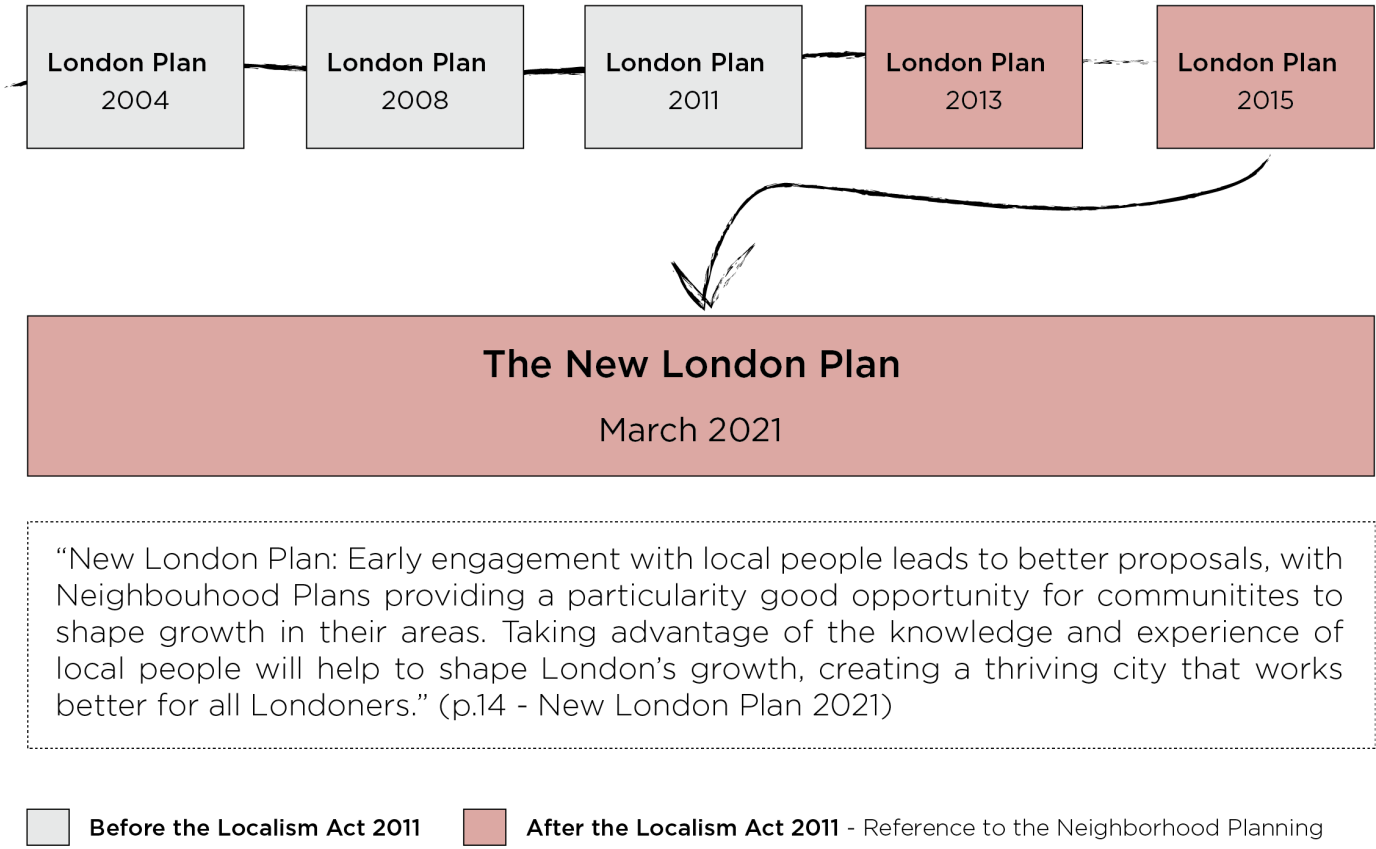 London Plan
2004
London Plan
2008
London Plan
2011
London Plan
2013
London Plan
2015
The New London Plan
March 2021
“New London Plan: Early engagement with local people leads to better proposals, with
Neighbouhood Plans providing a particularity good opportunity for communitites to
shape growth in their areas. Taking advantage of the knowledge and experience of
local people will help to shape London’s growth, creating a thriving city that works
better for all Londoners.” (p.14 - New London Plan 2021)
Before the Localism Act 2011
After the Localism Act 2011 - Reference to the Neighborhood Planning